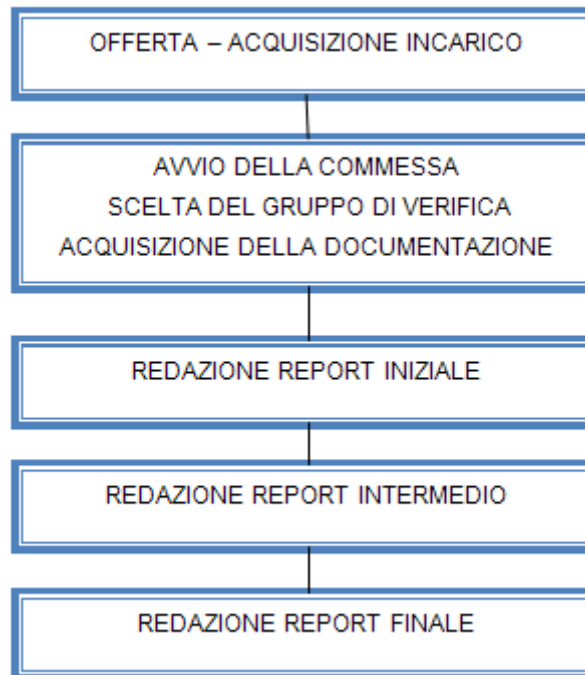 OFFERTA – ACQUISIZIONE INCARICO
AVVIO DELLA COMMESSA
SCELTA DEL GRUPPO DI VERIFICA
ACQUISIZIONE DELLA DOCUMENTAZIONE
REDAZIONE REPORT INIZIALE
REDAZIONE REPORT INTERMEDIO
REDAZIONE REPORT FINALE